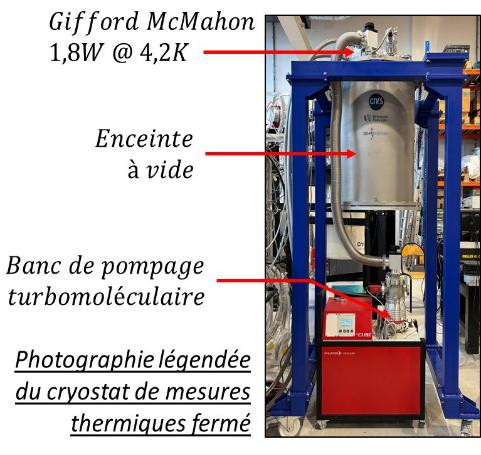 Gifford McMahon
1,8W @ 4,2K
Enceinte
à vide
Banc de pompage
turbomoléculaire
Photographie légendée
du cryostat de mesures
thermiques fermé
cnrs